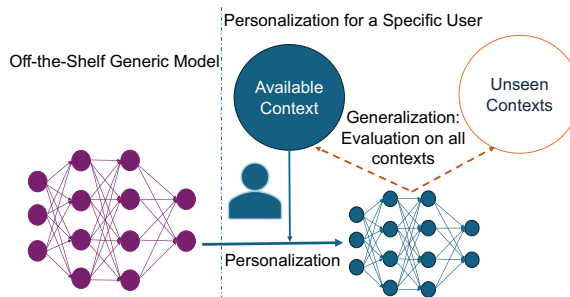 Personalization for a Specific User
Off-the-Shelf Generic Model
Available
Context
Unseen
Contexts
Generalization:
Evaluation on all
contexts
Personalization